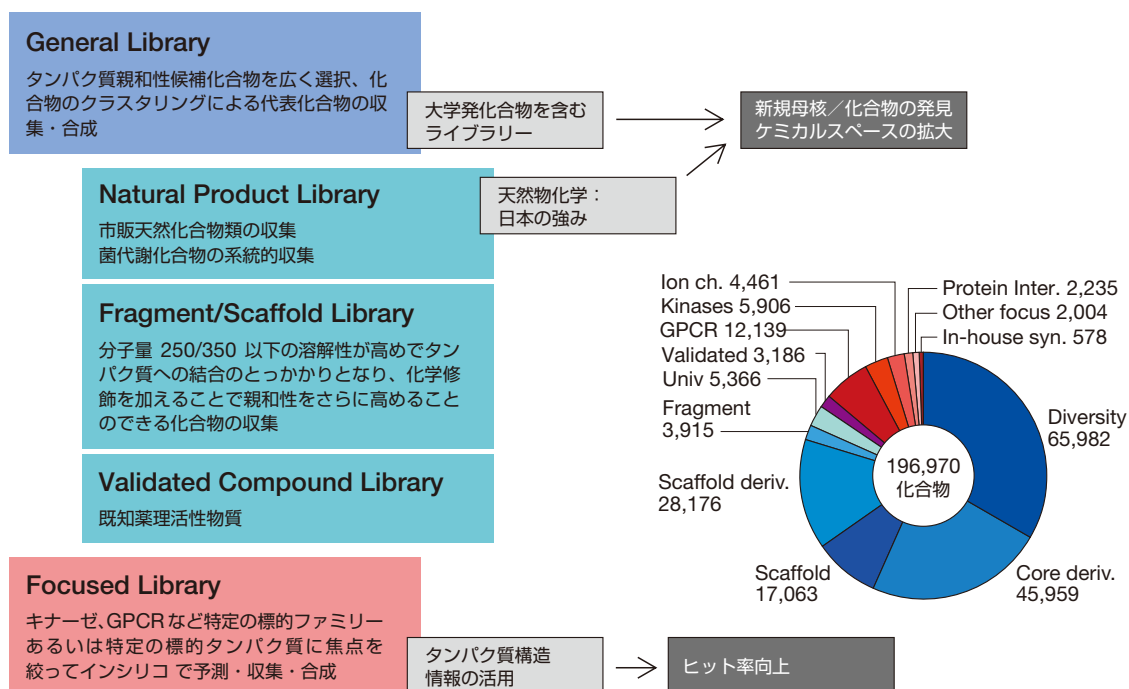 General Library
タンパク質親和性候補化合物を広く選択、化
合物のクラスタリングによる代表化合物の収
集・合成
大学発化合物を含む
ライブラリー
新規母核／化合物の発見
ケミカルスペースの拡大
Natural Product Library
市販天然化合物類の収集
菌代謝化合物の系統的収集
天然物化学：
日本の強み
Fragment/Scaffold Library
分子量 250/350 以下の溶解性が高めでタン
パク質への結合のとっかかりとなり、化学修
飾を加えることで親和性をさらに高めること
のできる化合物の収集
Validated Compound Library
既知薬理活性物質
Focused Library
キナーゼ、GPCR など特定の標的ファミリー
あるいは特定の標的タンパク質に焦点を
絞ってインシリコ で予測・収集・合成
タンパク質構造
情報の活用
ヒット率向上
Ion ch. 4,461
Kinases 5,906
GPCR 12,139
Validated 3,186
Univ 5,366
Fragment
3,915
Scaffold deriv.
28,176
Scaffold
17,063
Protein Inter. 2,235
Other focus 2,004
In-house syn. 578
Diversity
65,982
Core deriv.
45,959
196,970
化合物